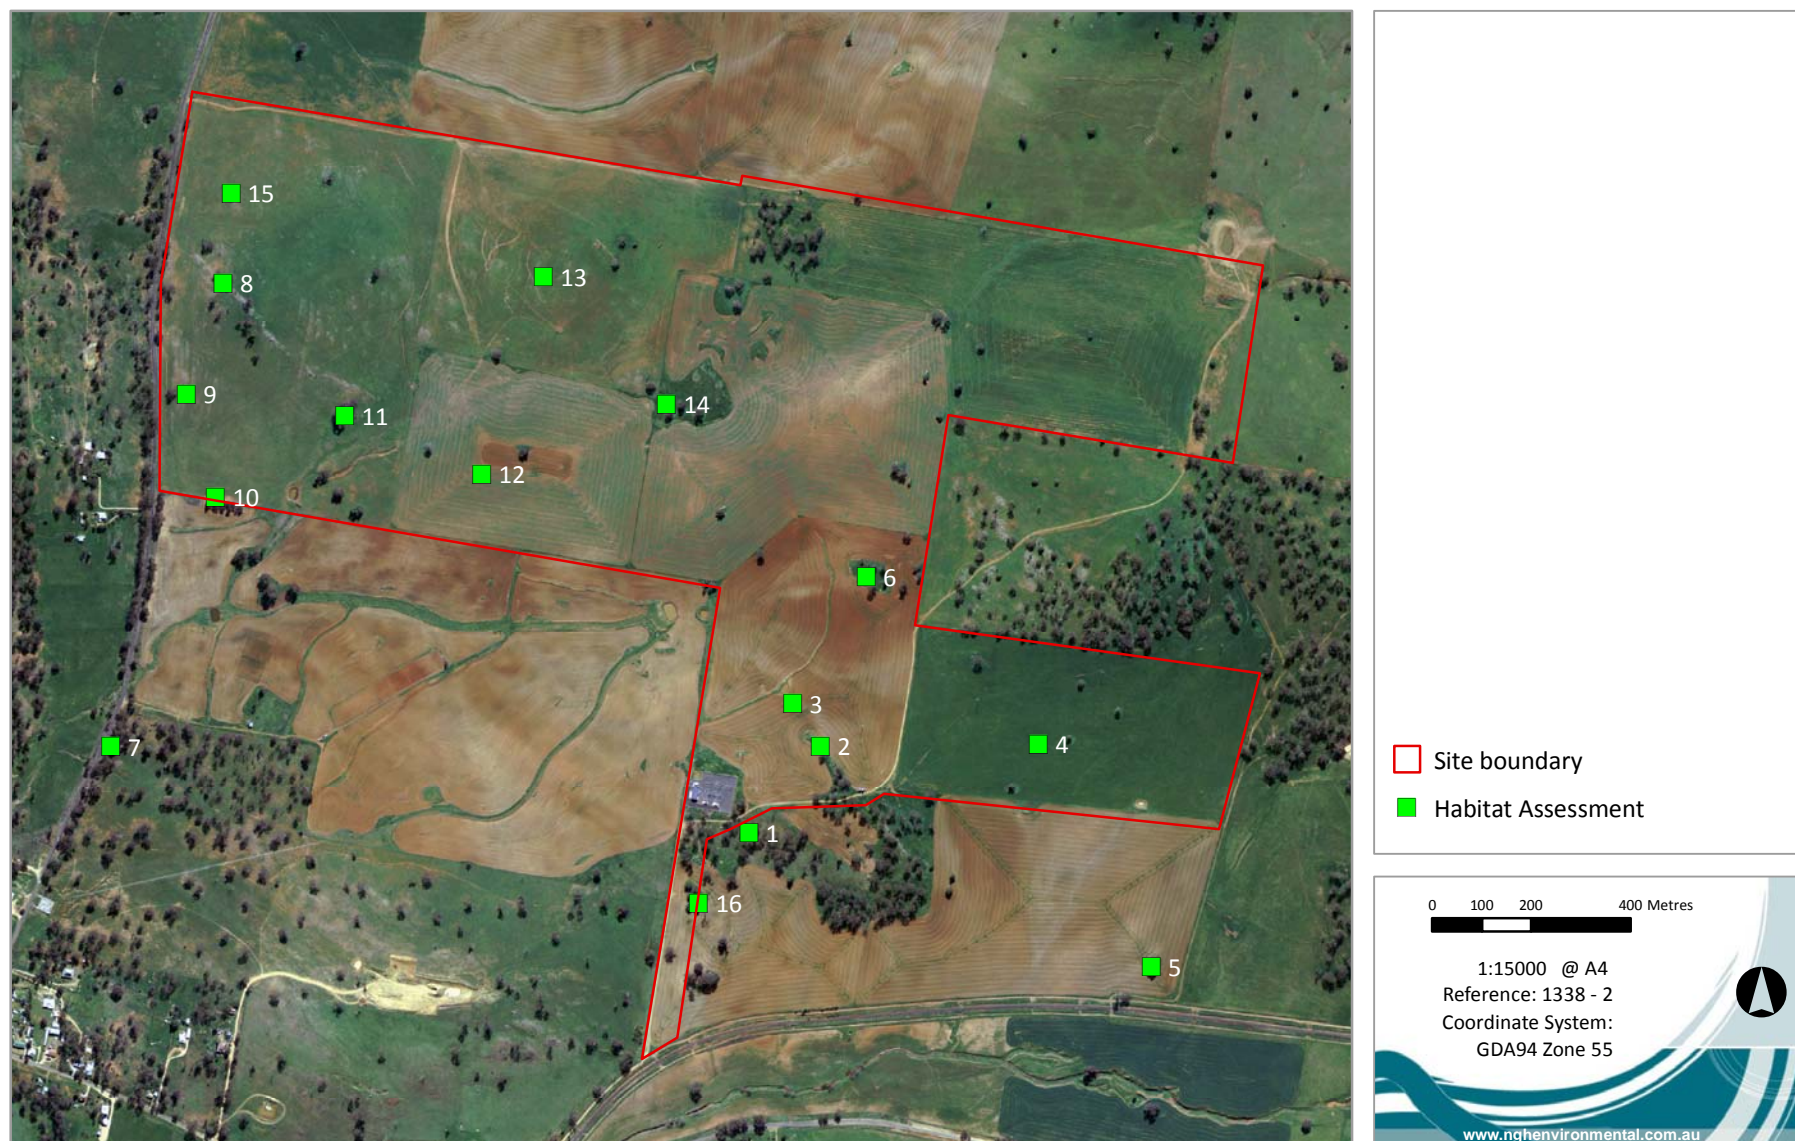 15
8
13
9
11
14
12
10
6
3
2
4
7
1
16
5
Site boundary
Habitat Assessment
0 100 200 400 Metres
1:15000 @ A4
Reference: 1338 - 2
Coordinate System:
GDA94 Zone 55
www.nghenvironmental.com.au